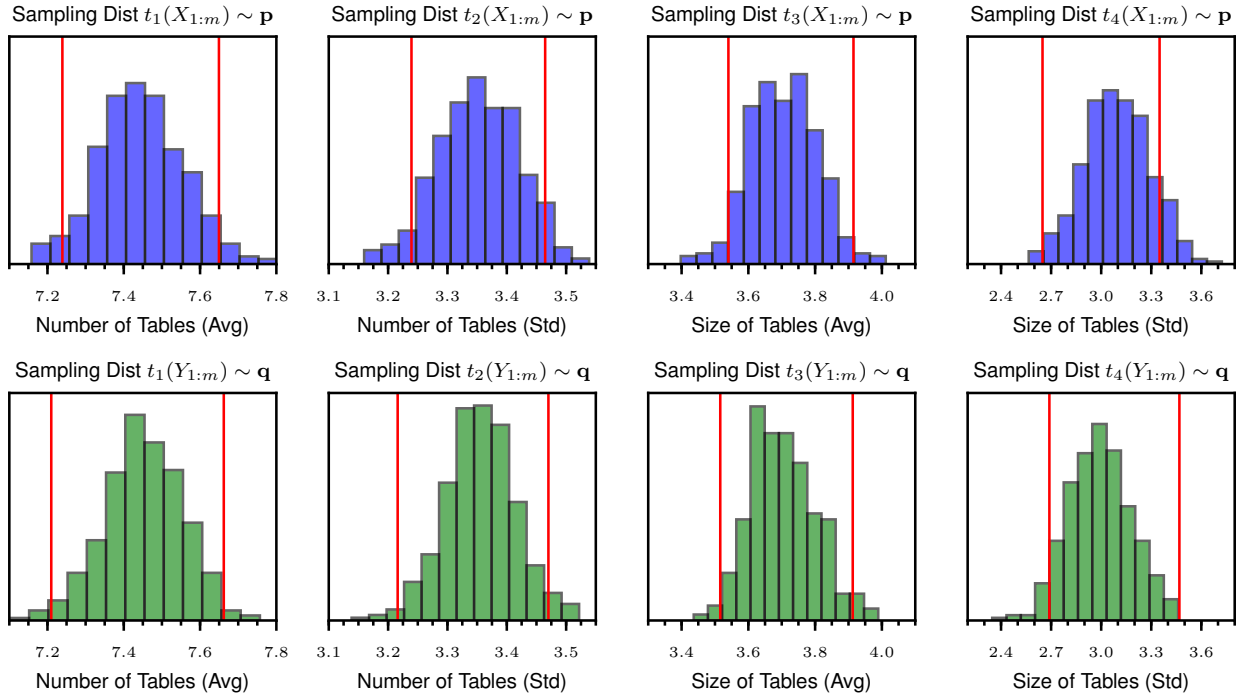 Sampling Dist t₁(X₁:ₘ) ∼ p
Sampling Dist t₂(X₁:ₘ) ∼ p
Sampling Dist t₃(X₁:ₘ) ∼ p
Sampling Dist t₄(X₁:ₘ) ∼ p
7.2 7.4 7.6 7.8
3.1 3.2 3.3 3.4 3.5
3.4 3.6 3.8 4.0
2.4 2.7 3.0 3.3 3.6
Number of Tables (Avg)
Number of Tables (Std)
Size of Tables (Avg)
Size of Tables (Std)
Sampling Dist t₁(Y₁:ₘ) ∼ q
Sampling Dist t₂(Y₁:ₘ) ∼ q
Sampling Dist t₃(Y₁:ₘ) ∼ q
Sampling Dist t₄(Y₁:ₘ) ∼ q
7.2 7.4 7.6 7.8
3.1 3.2 3.3 3.4 3.5
3.4 3.6 3.8 4.0
2.4 2.7 3.0 3.3 3.6
Number of Tables (Avg)
Number of Tables (Std)
Size of Tables (Avg)
Size of Tables (Std)